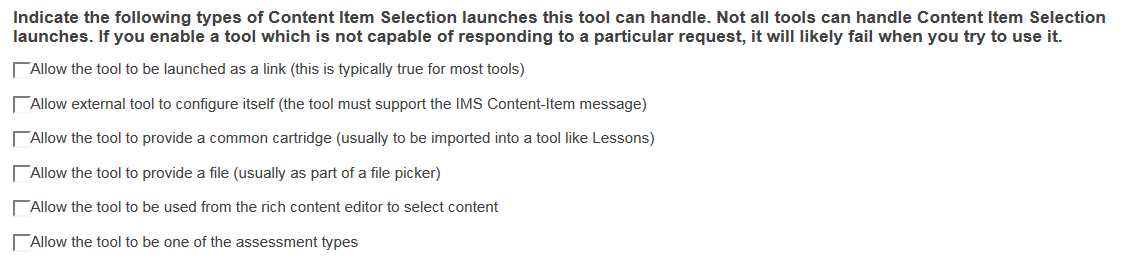 Indicate the following types of Content Item Selection launches this tool can handle. Not all tools can handle Content Item Selection
launches. If you enable a tool which is not capable of responding to a particular request, it will likely fail when you try to use it.
Allow the tool to be launched as a link (this is typically true for most tools)
Allow external tool to configure itself (the tool must support the IMS Content-Item message)
Allow the tool to provide a common cartridge (usually to be imported into a tool like Lessons)
Allow the tool to provide a file (usually as part of a file picker)
Allow the tool to be used from the rich content editor to select content
Allow the tool to be one of the assessment types